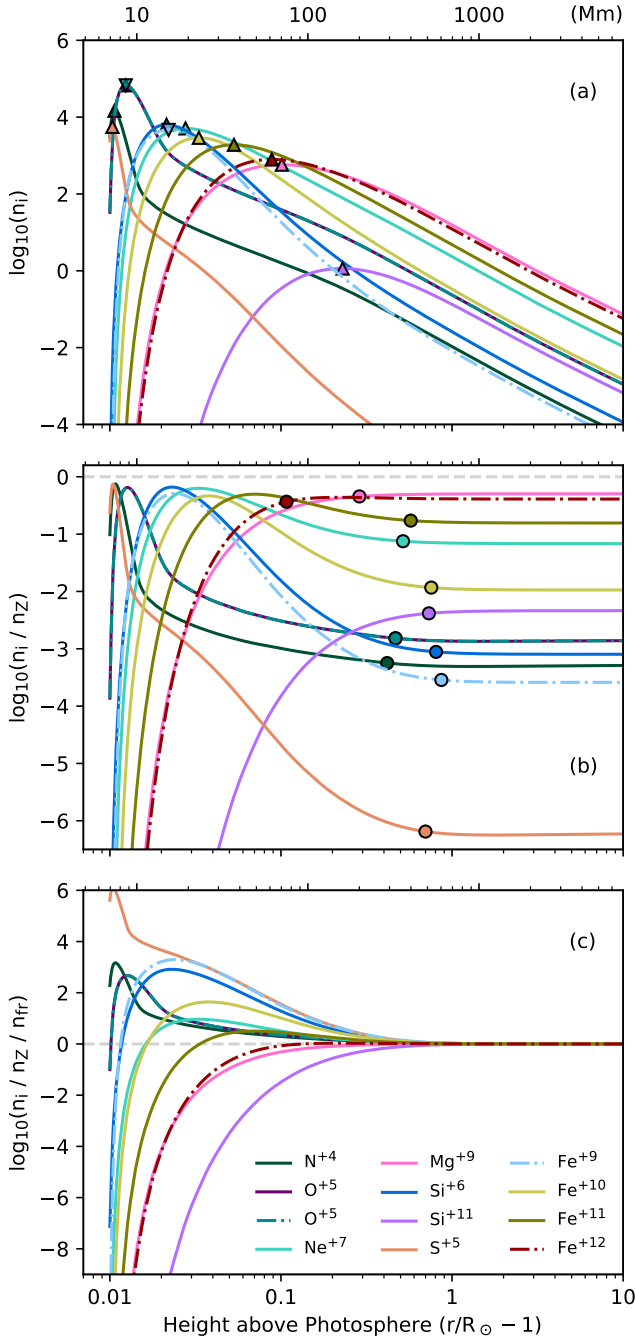 10 100 1000 (Mm)
6
4
2
0
−2
−4
log₁₀(nᵢ)
(a)
0
−1
−2
−3
−4
−5
−6
log₁₀(nᵢ / n_Z)
(b)
6
4
2
0
−2
−4
−6
−8
log₁₀(nᵢ / n_Z / n_fr)
(c)
N⁺⁴ Mg⁺⁹ Fe⁺⁹
O⁺⁵ Si⁺⁶ Fe⁺¹⁰
O⁺⁵ Si⁺¹¹ Fe⁺¹¹
Ne⁺⁷ S⁺⁵ Fe⁺¹²
0.01 0.1 1 10
Height above Photosphere (r/R☉ − 1)